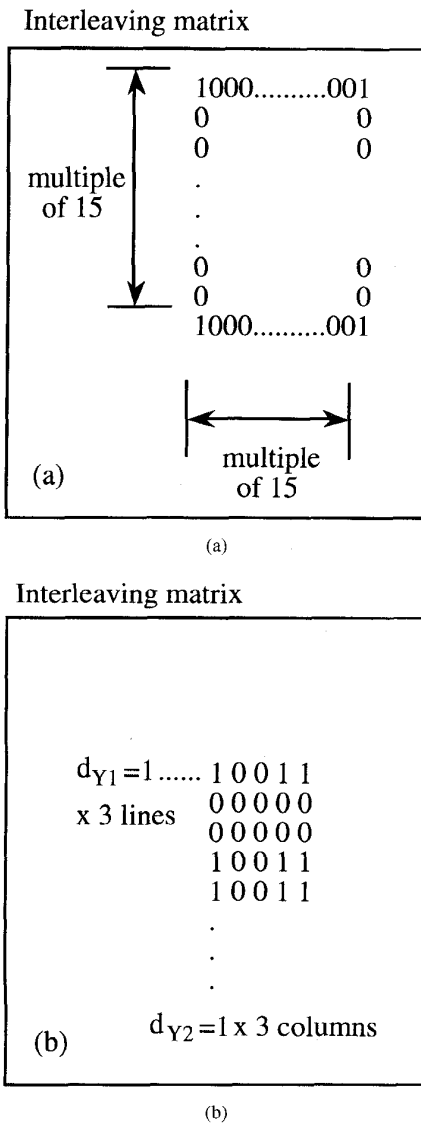 Interleaving matrix
1000..........001
0 0
0 0
multiple
of 15
.
.
.
0 0
0 0
1000..........001
multiple
of 15
(a)
(a)
Interleaving matrix
dY1 =1 ...... 1 0 0 1 1
0 0 0 0 0
x 3 lines
0 0 0 0 0
1 0 0 1 1
1 0 0 1 1
.
.
.
dY2 =1 x 3 columns
(b)
(b)